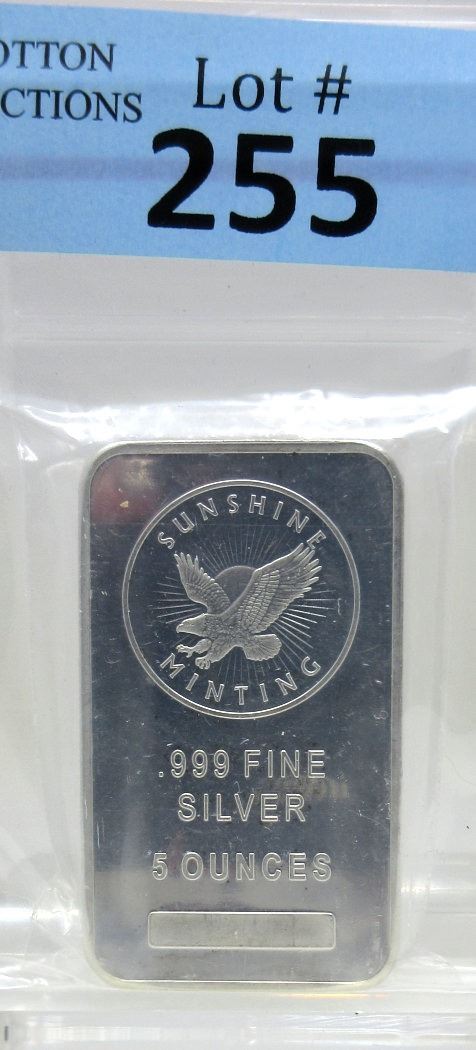 OTTON
CTIONS
Lot #
255
SUNSHINE
MINTING
.999 FINE
SILVER
5 OUNCES